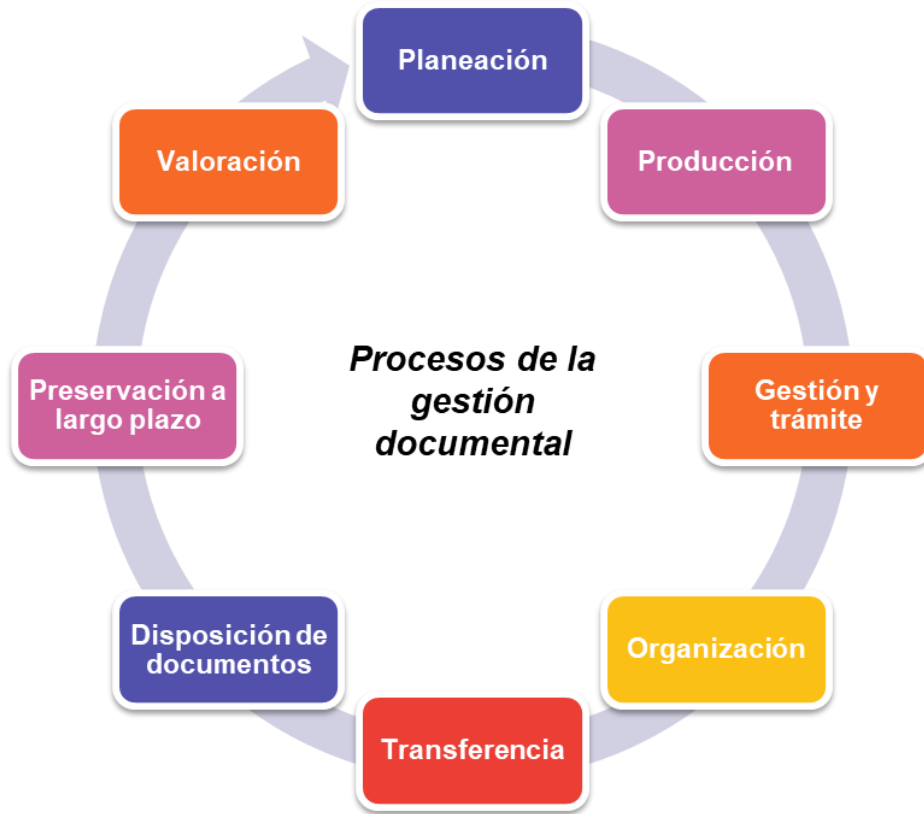 Planeación
Producción
Gestión y
trámite
Organización
Transferencia
Disposición de
documentos
Preservación a
largo plazo
Valoración
Procesos de la
gestión
documental